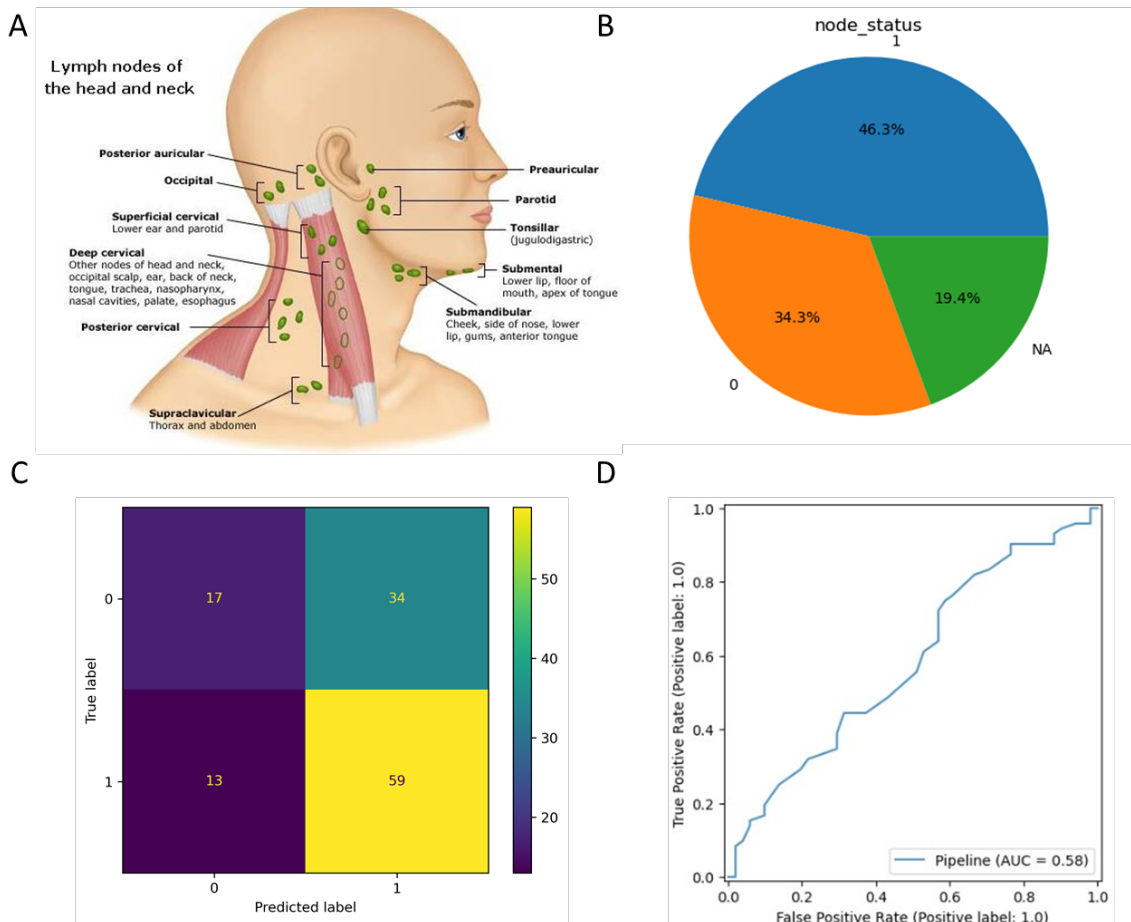 A
Lymph nodes of
the head and neck
Posterior auricular
Occipital
Superficial cervical
Lower ear and parotid
Deep cervical
Other nodes of head and neck,
occipital scalp, ear, back of neck,
tongue, trachea, nasopharynx,
nasal cavities, palate, esophagus
Posterior cervical
Supraclavicular
Thorax and abdomen
Preauricular
Parotid
Tonsillar
(jugulodigastric)
Submental
Lower lip, floor of
mouth, apex of tongue
Submandibular
Cheek, side of nose, lower
lip, gums, anterior tongue
B
node_status
1
46.3%
34.3%
19.4%
0
NA
C
True label
0
1
17
34
13
59
0
1
Predicted label
50
40
30
20
D
True Positive Rate (Positive label: 1.0)
1.0
0.8
0.6
0.4
0.2
0.0
Pipeline (AUC = 0.58)
0.0
0.2
0.4
0.6
0.8
1.0
False Positive Rate (Positive label: 1.0)